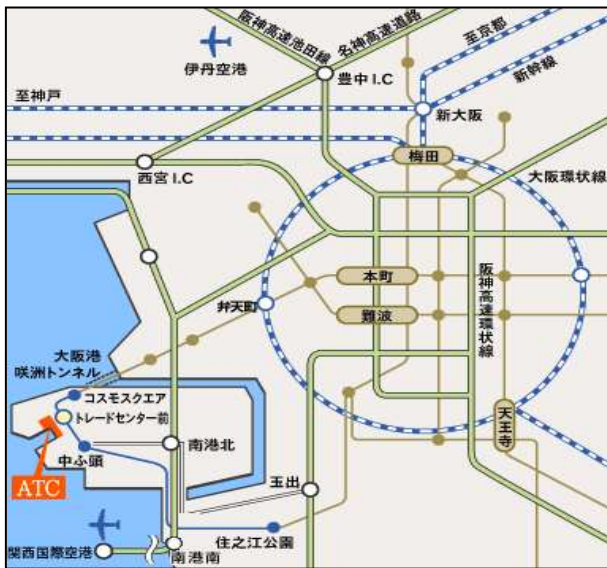 阪神高速池田線
名神高速道路
至京都
新幹線
伊丹空港
豊中I.C
至神戸
新大阪
梅田
西宮I.C
大阪環状線
本町
阪神高速環状線
弁天町
難波
大阪港
咲洲トンネル
コスモスクエア
トレードセンター前
天王寺
南港北
中ふ頭
ATC
玉出
住之江公園
関西国際空港
南港南